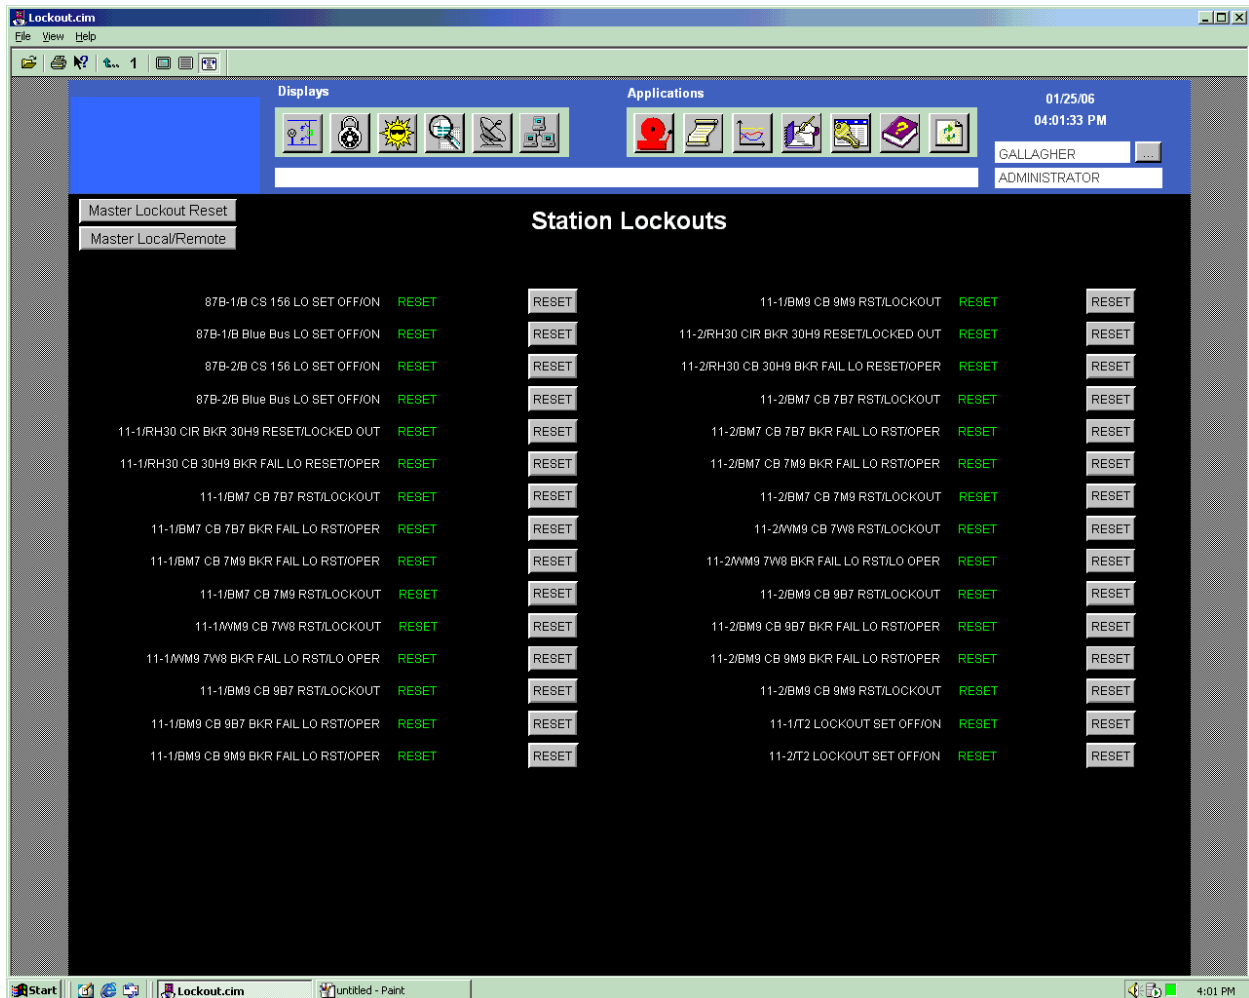 Lockout.cim
File View Help
1
Displays
Applications
01/25/06
04:01:33 PM
GALLAGHER
...
ADMINISTRATOR
Master Lockout Reset
Master Local/Remote
Station Lockouts
87B-1/B CS 156 LO SET OFF/ON RESET RESET
11-1/BM9 CB 9M9 RST/LOCKOUT RESET RESET
87B-1/B Blue Bus LO SET OFF/ON RESET RESET
11-2/RH30 CIR BKR 30H9 RESET/LOCKED OUT RESET RESET
87B-2/B CS 156 LO SET OFF/ON RESET RESET
11-2/RH30 CB 30H9 BKR FAIL LO RESET/OPER RESET RESET
87B-2/B Blue Bus LO SET OFF/ON RESET RESET
11-2/BM7 CB 7B7 RST/LOCKOUT RESET RESET
11-1/RH30 CIR BKR 30H9 RESET/LOCKED OUT RESET RESET
11-2/BM7 CB 7B7 BKR FAIL LO RST/OPER RESET RESET
11-1/RH30 CB 30H9 BKR FAIL LO RESET/OPER RESET RESET
11-2/BM7 CB 7M9 BKR FAIL LO RST/OPER RESET RESET
11-1/BM7 CB 7B7 RST/LOCKOUT RESET RESET
11-2/BM7 CB 7M9 RST/LOCKOUT RESET RESET
11-1/BM7 CB 7B7 BKR FAIL LO RST/OPER RESET RESET
11-2/WM9 CB 7W8 RST/LOCKOUT RESET RESET
11-1/BM7 CB 7M9 BKR FAIL LO RST/OPER RESET RESET
11-2/WM9 7W8 BKR FAIL LO RST/LO OPER RESET RESET
11-1/BM7 CB 7M9 RST/LOCKOUT RESET RESET
11-2/BM9 CB 9B7 RST/LOCKOUT RESET RESET
11-1/WM9 CB 7W8 RST/LOCKOUT RESET RESET
11-2/BM9 CB 9B7 BKR FAIL LO RST/OPER RESET RESET
11-1/WM9 7W8 BKR FAIL LO RST/LO OPER RESET RESET
11-2/BM9 CB 9M9 BKR FAIL LO RST/OPER RESET RESET
11-1/BM9 CB 9B7 RST/LOCKOUT RESET RESET
11-2/BM9 CB 9M9 RST/LOCKOUT RESET RESET
11-1/BM9 CB 9B7 BKR FAIL LO RST/OPER RESET RESET
11-1/T2 LOCKOUT SET OFF/ON RESET RESET
11-1/BM9 CB 9M9 BKR FAIL LO RST/OPER RESET RESET
11-2/T2 LOCKOUT SET OFF/ON RESET RESET
Start
Lockout.cim
untitled - Paint
4:01 PM